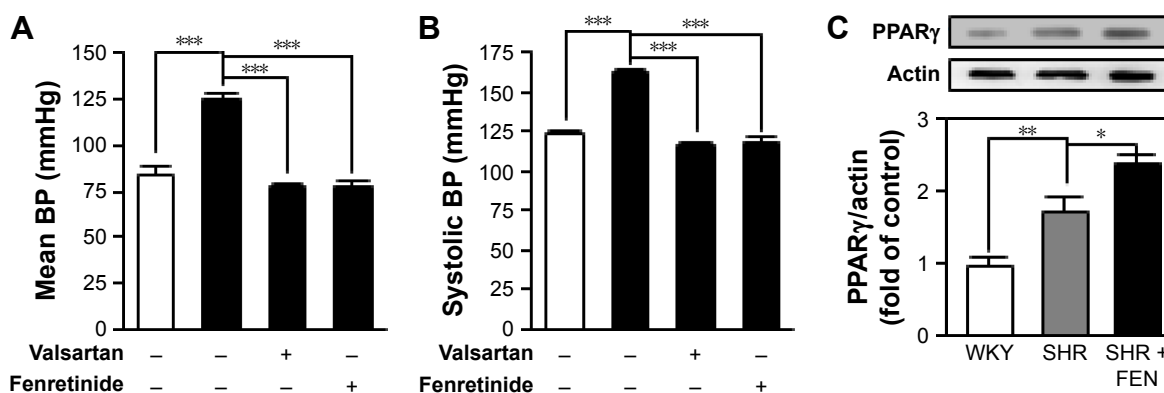 A
Mean BP (mmHg)
150
125
100
75
50
25
0
*** *** ***
Valsartan – – + –
Fenretinide – – – +
B
Systolic BP (mmHg)
175
150
125
100
75
50
25
0
*** *** ***
Valsartan – – + –
Fenretinide – – – +
C
PPARγ
Actin
PPARγ/actin
(fold of control)
3
2
1
0
** *
WKY SHR SHR +
FEN